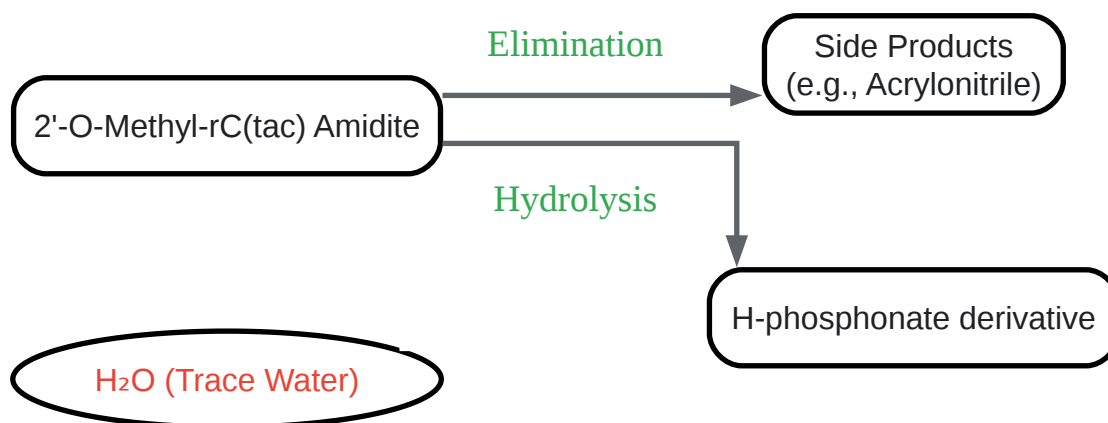 Elimination
Side Products
(e.g., Acrylonitrile)
2'-O-Methyl-rC(tac) Amidite
Hydrolysis
H-phosphonate derivative
H₂O (Trace Water)